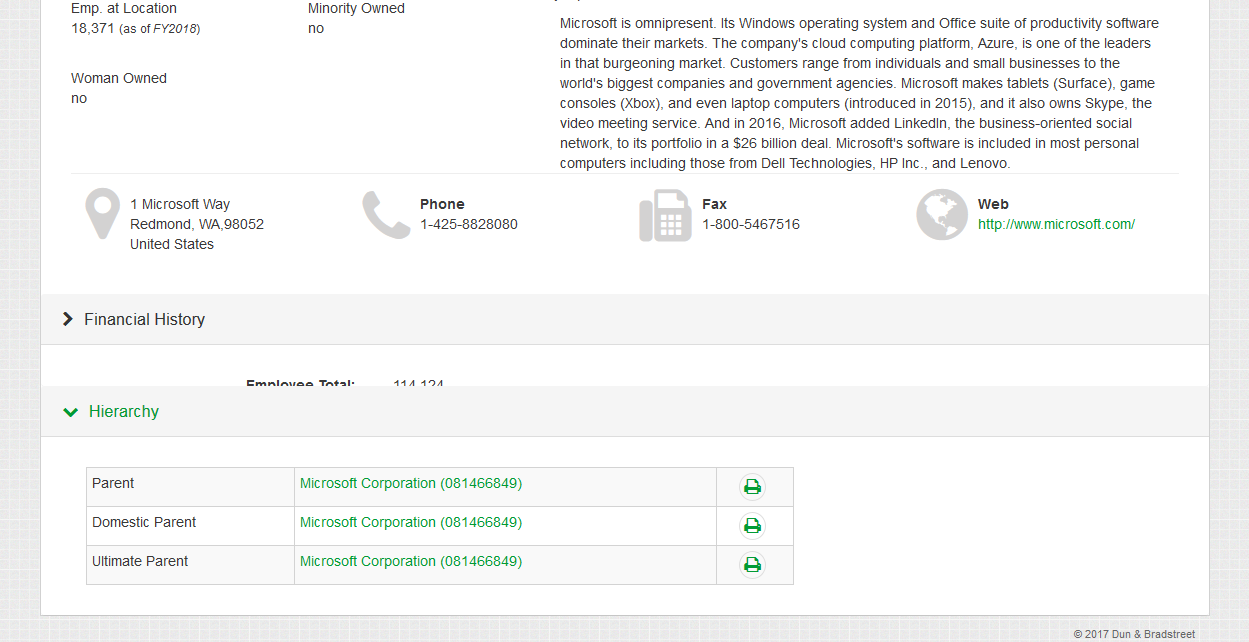 Emp. at Location
18,371 (as of FY2018)
Minority Owned
no
Woman Owned
no
Microsoft is omnipresent. Its Windows operating system and Office suite of productivity software
dominate their markets. The company's cloud computing platform, Azure, is one of the leaders
in that burgeoning market. Customers range from individuals and small businesses to the
world's biggest companies and government agencies. Microsoft makes tablets (Surface), game
consoles (Xbox), and even laptop computers (introduced in 2015), and it also owns Skype, the
video meeting service. And in 2016, Microsoft added LinkedIn, the business-oriented social
network, to its portfolio in a $26 billion deal. Microsoft's software is included in most personal
computers including those from Dell Technologies, HP Inc., and Lenovo.
1 Microsoft Way
Redmond, WA,98052
United States
Phone
1-425-8828080
Fax
1-800-5467516
Web
http://www.microsoft.com/
Financial History
Employee Total: 114,124
Hierarchy
Parent Microsoft Corporation (081466849)
Domestic Parent Microsoft Corporation (081466849)
Ultimate Parent Microsoft Corporation (081466849)
© 2017 Dun & Bradstreet